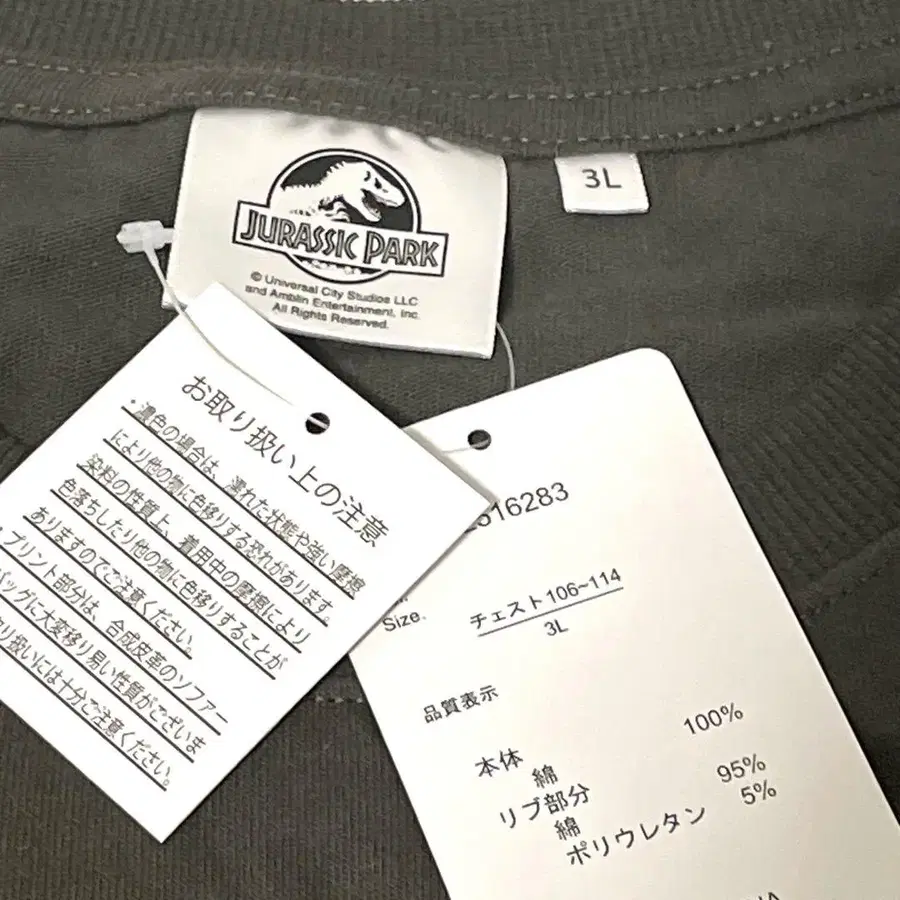 JURASSIC PARK
© Universal City Studios LLC
and Amblin Entertainment, Inc.
All Rights Reserved.
3L
お取り扱い上の注意
・濃色の場合は、濡れた状態や強い摩擦
により他の物に色移りする恐れがあります。
染料の性質上、着用中の摩擦により
色落ちしたり他の物に色移りすることが
ありますのでご注意ください。
・プリント部分は、合成皮革のソファー
バッグに大変移り易い性質がございま
取り扱いには十分ご注意ください。
516283
Size.
チェスト106~114
3L
品質表示
本体
綿 100%
リブ部分
綿 95%
ポリウレタン 5%